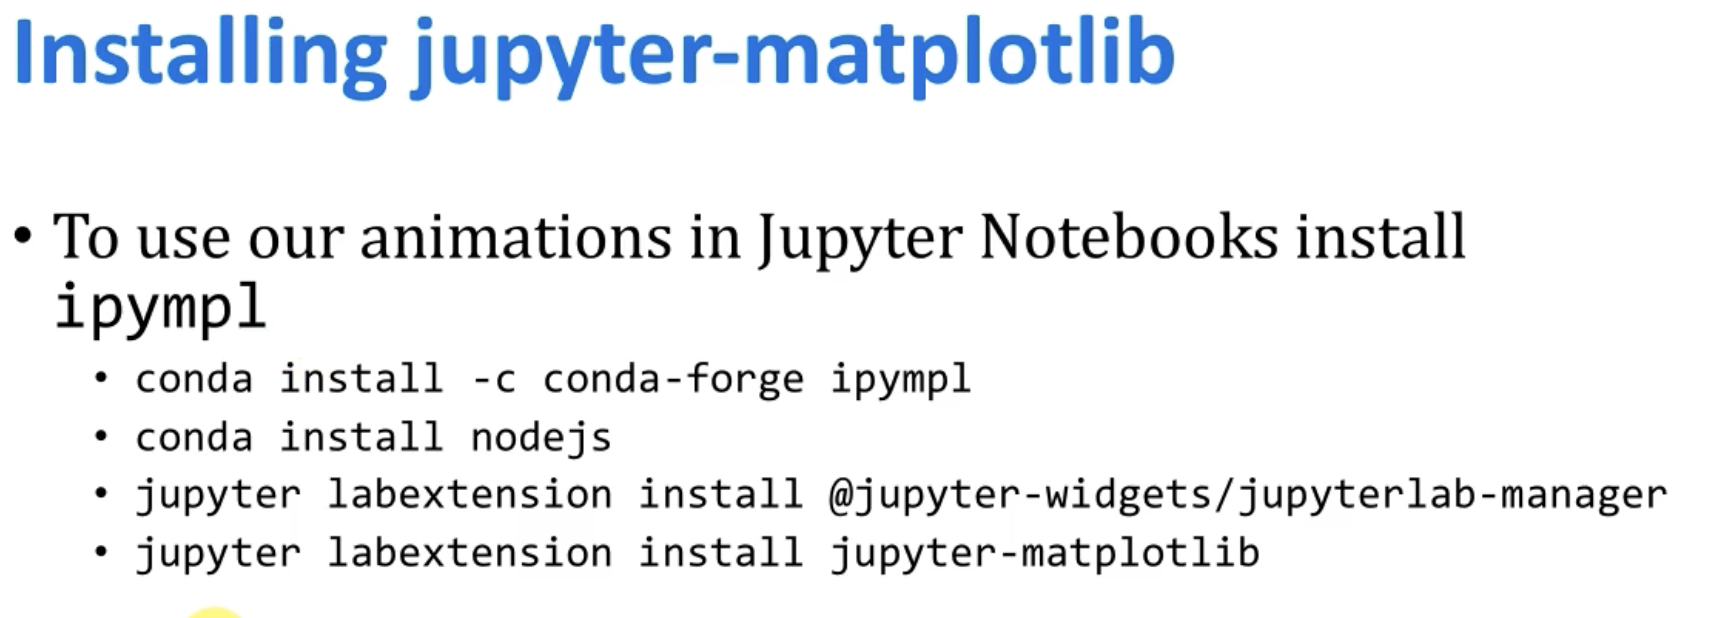 Installing jupyter-matplotlib
• To use our animations in Jupyter Notebooks install
ipympl
• conda install -c conda-forge ipympl
• conda install nodejs
• jupyter labextension install @jupyter-widgets/jupyterlab-manager
• jupyter labextension install jupyter-matplotlib